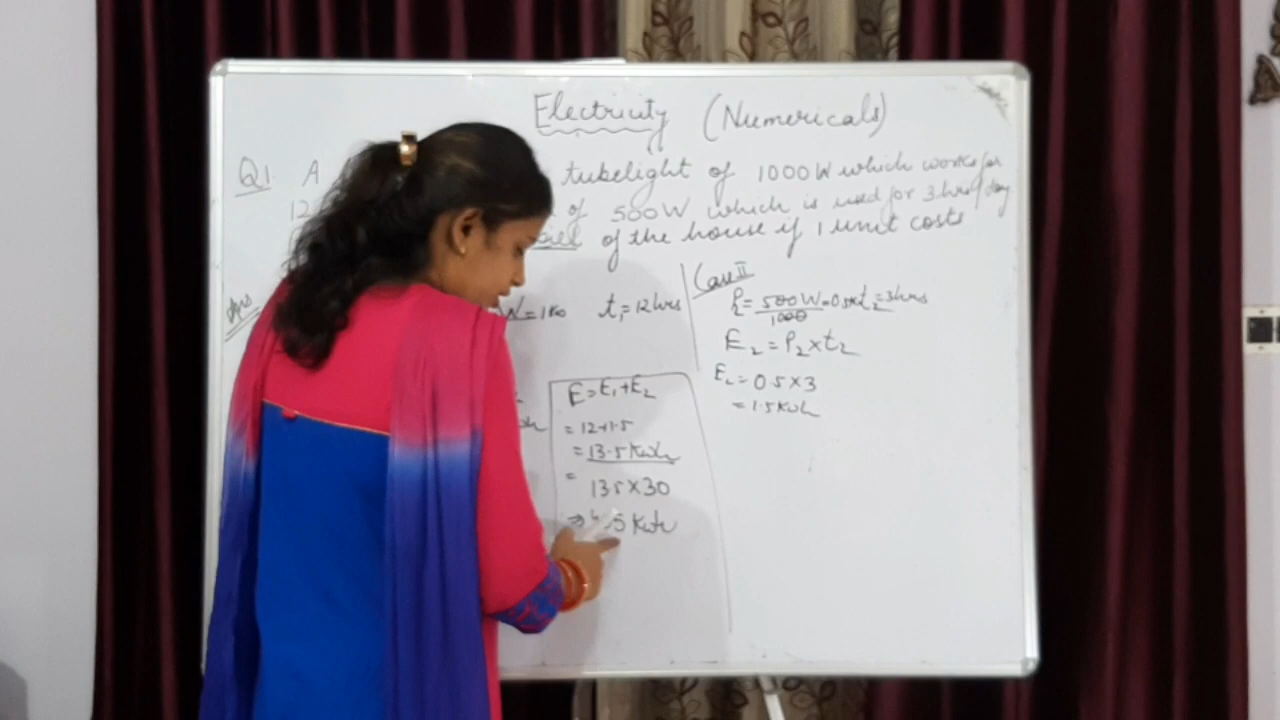 Electricity (Numericals)
Q1. A tubelight of 1000W which works for
12 of 500W which is used for 3 hrs/day
of the house if 1 unit costs
Ans
W = 1Kw t₁ = 12 hrs
Case II
P₂ = 500W = 0.5K t₂ = 3hrs
1000
E₂ = P₂ × t₂
E₂ = 0.5 × 3
= 1.5 Kwh
E = E₁ + E₂
= 12 + 1.5
= 13.5 Kwh
=
13.5 × 30
⇒ .5 Kwh